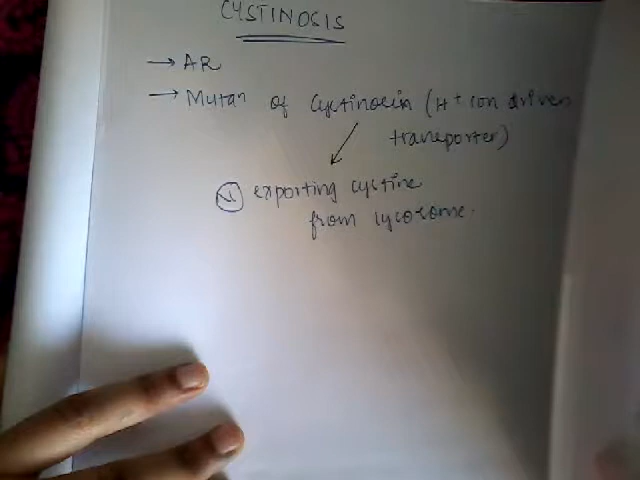 CYSTINOSIS
→ AR
→ Mutan of Cystinosin (H+ ion driven
transporter)
N exporting cystine
from lysosome.